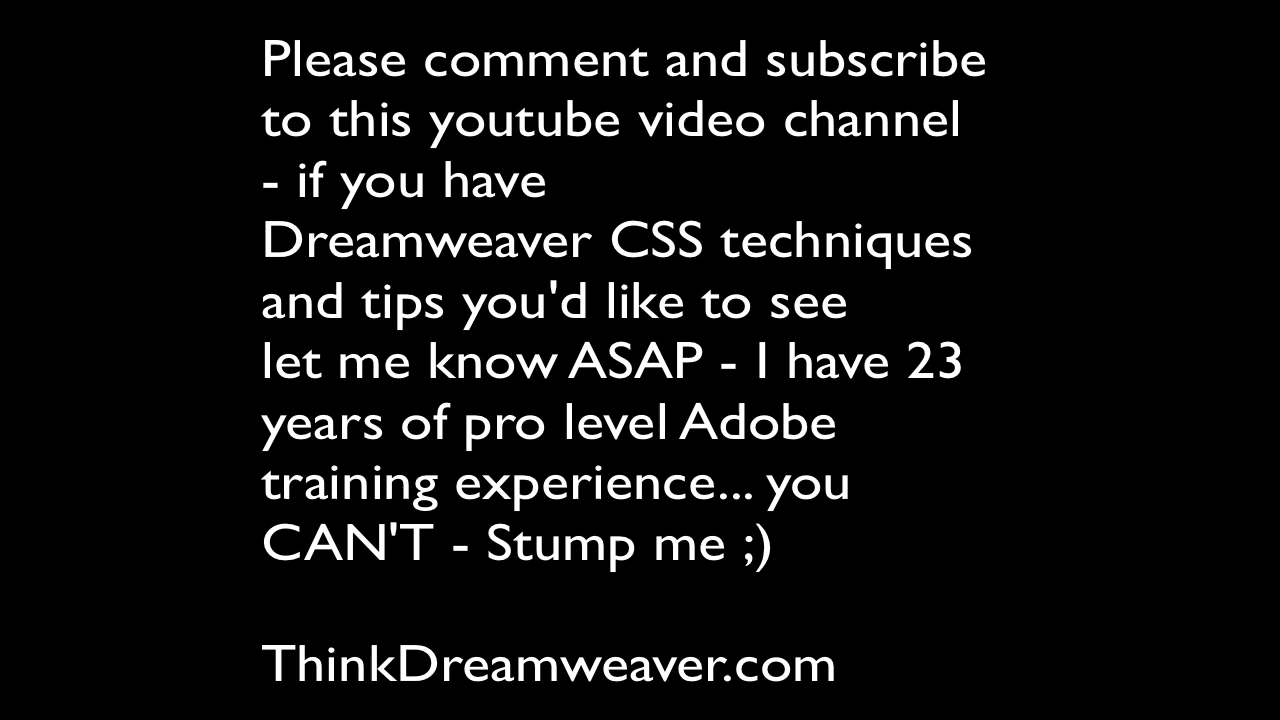 Please comment and subscribe
to this youtube video channel
- if you have
Dreamweaver CSS techniques
and tips you'd like to see
let me know ASAP - I have 23
years of pro level Adobe
training experience... you
CAN'T - Stump me ;)
ThinkDreamweaver.com